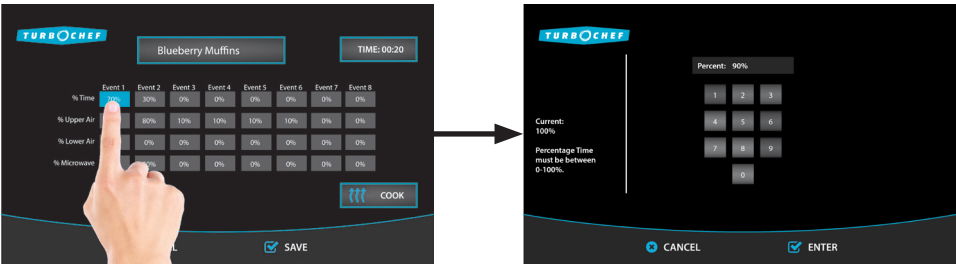 TURBOCHEF
Blueberry Muffins
TIME: 00:20
Event 1 Event 2 Event 3 Event 4 Event 5 Event 6 Event 7 Event 8
% Time 70% 30% 0% 0% 0% 0% 0% 0%
% Upper Air 80% 10% 10% 10% 10% 0% 0%
% Lower Air 0% 0% 0% 0% 0% 0% 0%
% Microwave 0% 0% 0% 0% 0% 0%
COOK
SAVE
TURBOCHEF
Percent: 90%
1 2 3
4 5 6
7 8 9
0
Current:
100%
Percentage Time
must be between
0-100%.
CANCEL
ENTER